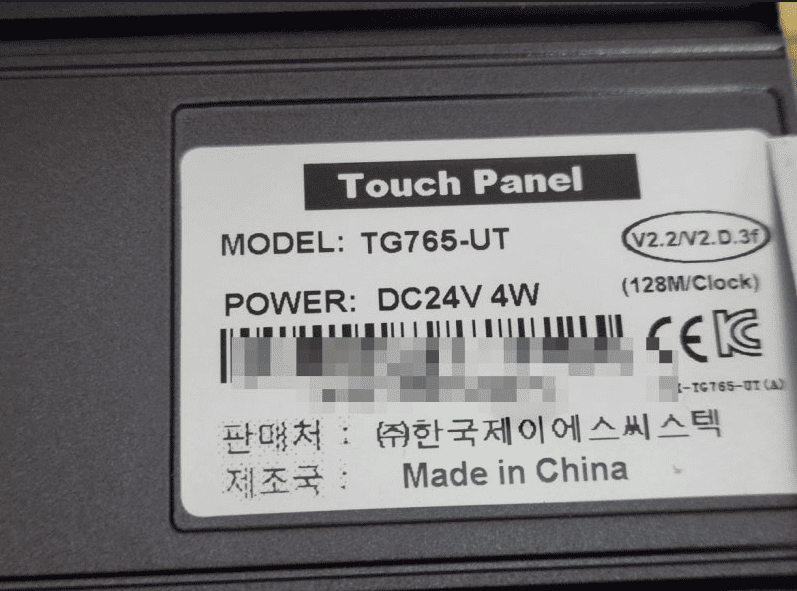 Touch Panel
MODEL: TG765-UT
V2.2/V2.D.3f
POWER: DC24V 4W
(128M/Clock)
CE KC
-TG765-UT(A)
판매처 : ㈜한국제이에스씨스텍
제조국 : Made in China